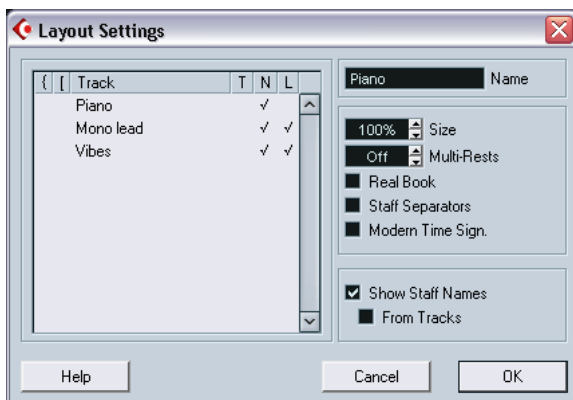 Layout Settings
{ [ Track T N L
Piano √
Mono lead √ √
Vibes √ √
Piano Name
100% Size
Off Multi-Rests
Real Book
Staff Separators
Modern Time Sign.
Show Staff Names
From Tracks
Help Cancel OK